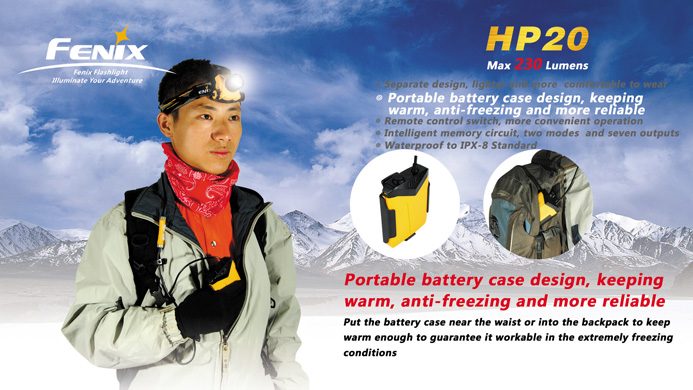 FENIX
Fenix Flashlight
Illuminate Your Adventure
FENIX
HP20
Max 230 Lumens
Separate design, lighter and more comfortable to wear
Portable battery case design, keeping
warm, anti-freezing and more reliable
Remote control switch, more convenient operation
Intelligent memory circuit, two modes and seven outputs
Waterproof to IPX-8 Standard
Portable battery case design, keeping
warm, anti-freezing and more reliable
Put the battery case near the waist or into the backpack to keep
warm enough to guarantee it workable in the extremely freezing
conditions